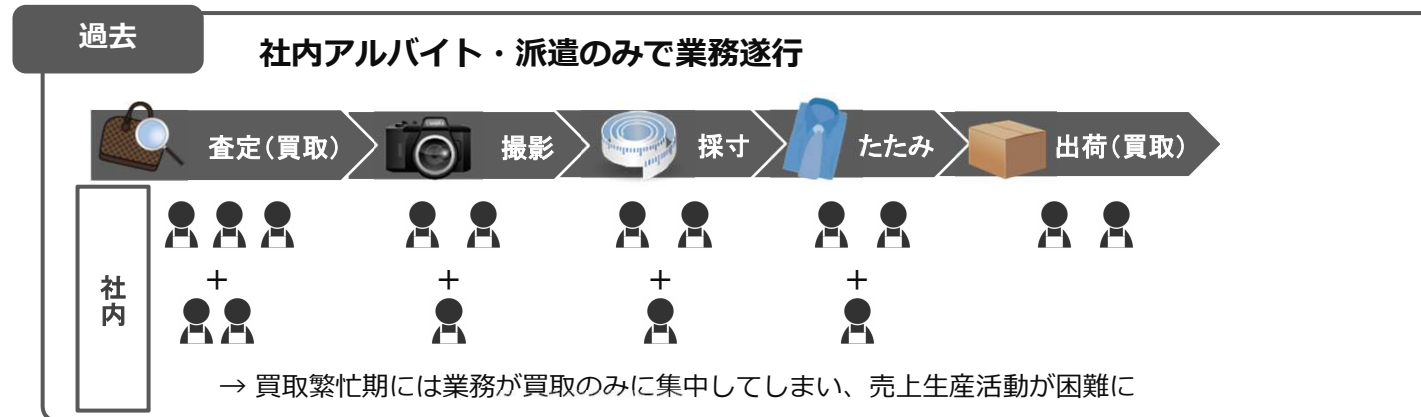 過去
社内アルバイト・派遣のみで業務遂行
査定(買取)
撮影
採寸
たたみ
出荷(買取)
社内
+
+
+
+
→ 買取繁忙期には業務が買取のみに集中してしまい、売上生産活動が困難に